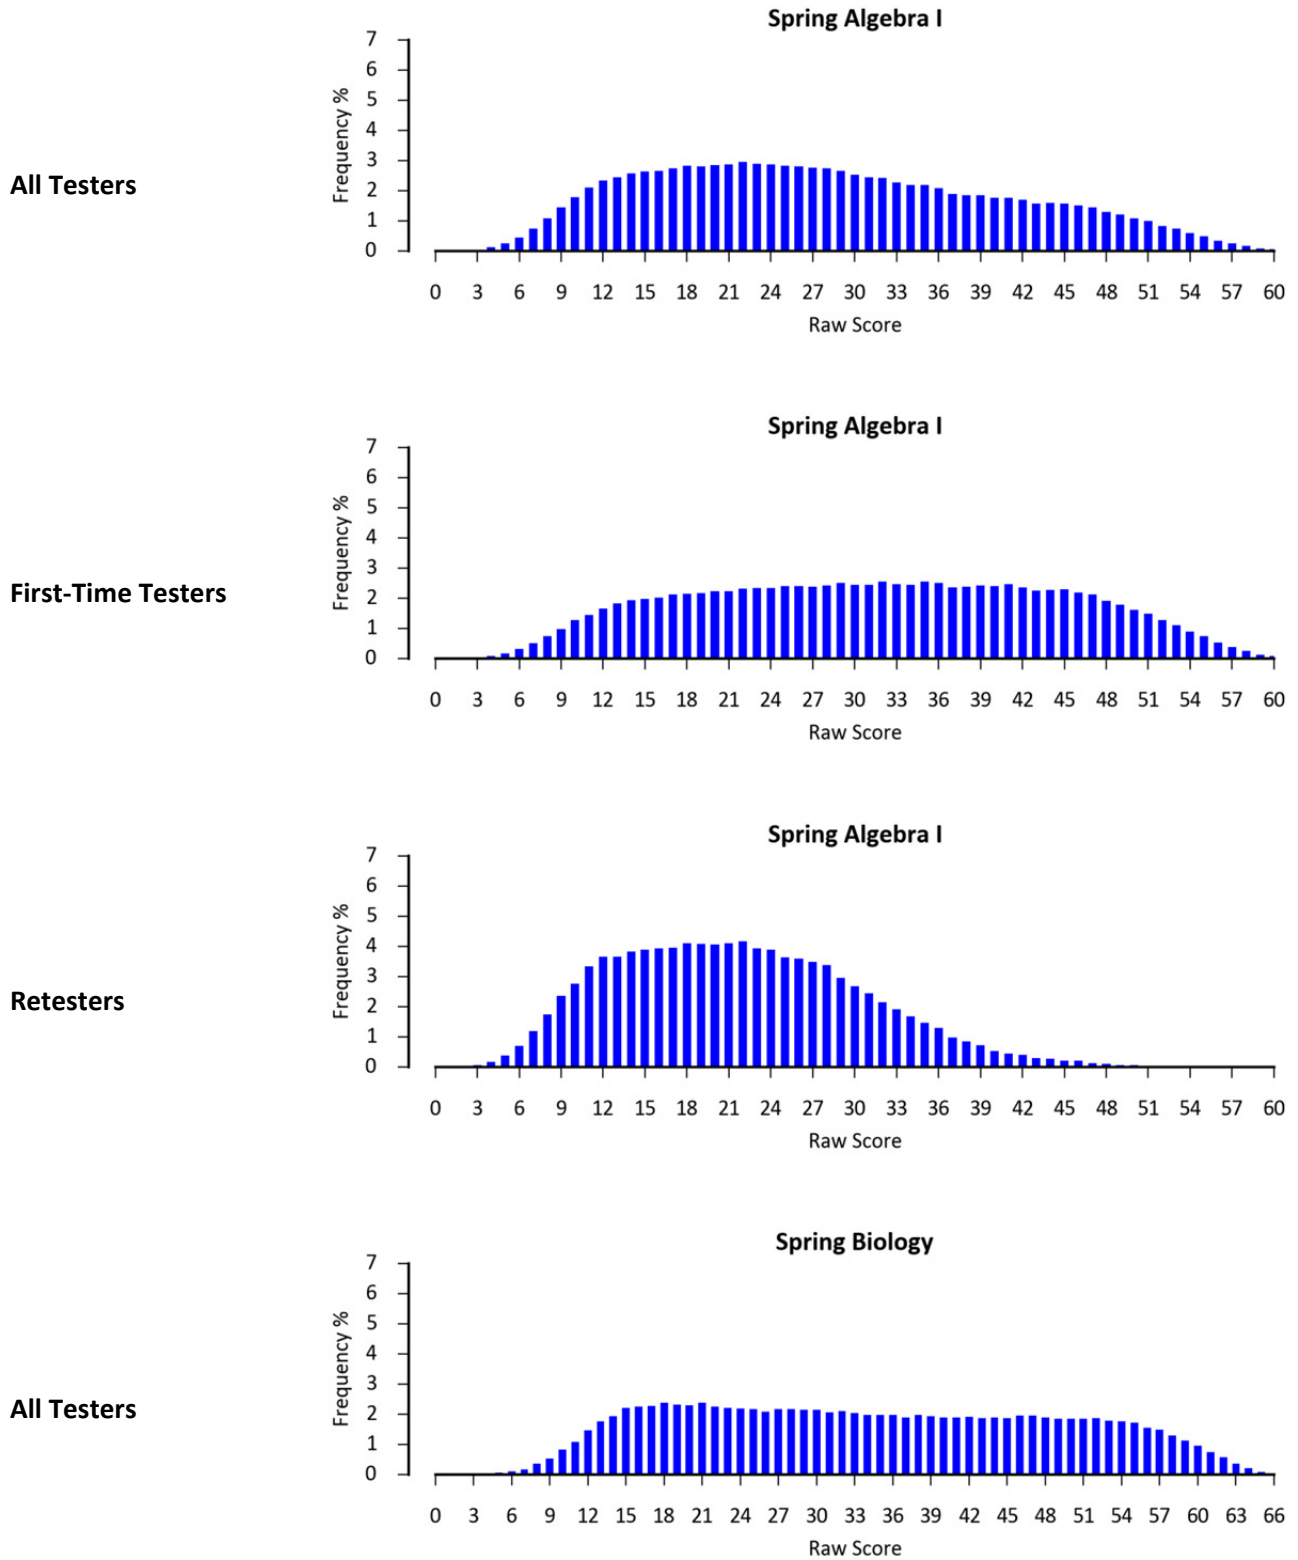 Spring Algebra I
7
6
5
4
3
2
1
0
Frequency %
All Testers
0 3 6 9 12 15 18 21 24 27 30 33 36 39 42 45 48 51 54 57 60
Raw Score
Spring Algebra I
7
6
5
4
3
2
1
0
Frequency %
First-Time Testers
0 3 6 9 12 15 18 21 24 27 30 33 36 39 42 45 48 51 54 57 60
Raw Score
Spring Algebra I
7
6
5
4
3
2
1
0
Frequency %
Retesters
0 3 6 9 12 15 18 21 24 27 30 33 36 39 42 45 48 51 54 57 60
Raw Score
Spring Biology
7
6
5
4
3
2
1
0
Frequency %
All Testers
0 3 6 9 12 15 18 21 24 27 30 33 36 39 42 45 48 51 54 57 60 63 66
Raw Score